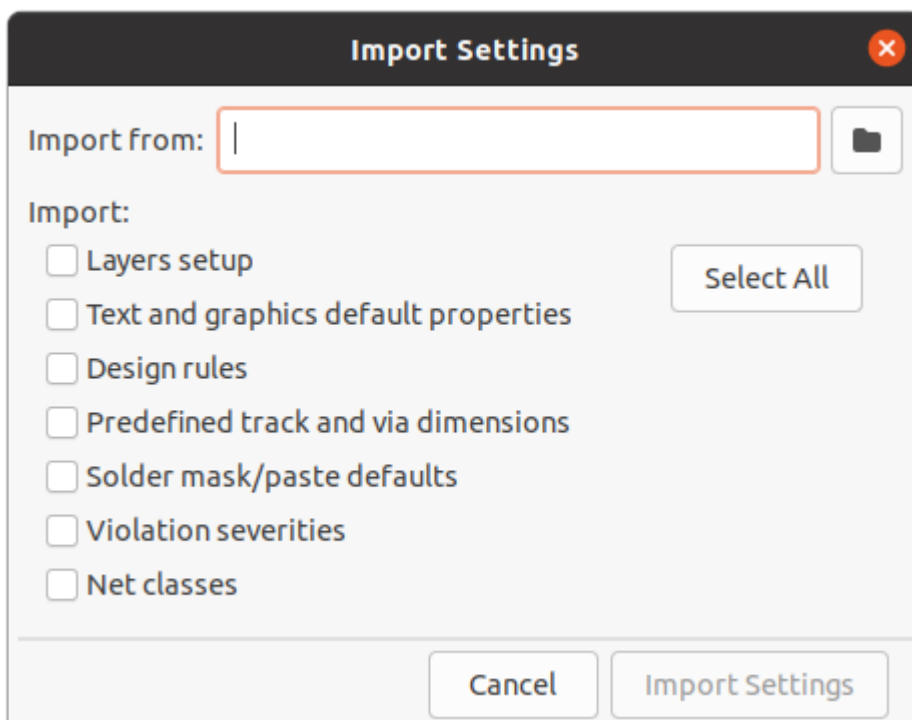 Import Settings
Import from:
Import:
Layers setup
Select All
Text and graphics default properties
Design rules
Predefined track and via dimensions
Solder mask/paste defaults
Violation severities
Net classes
Cancel
Import Settings